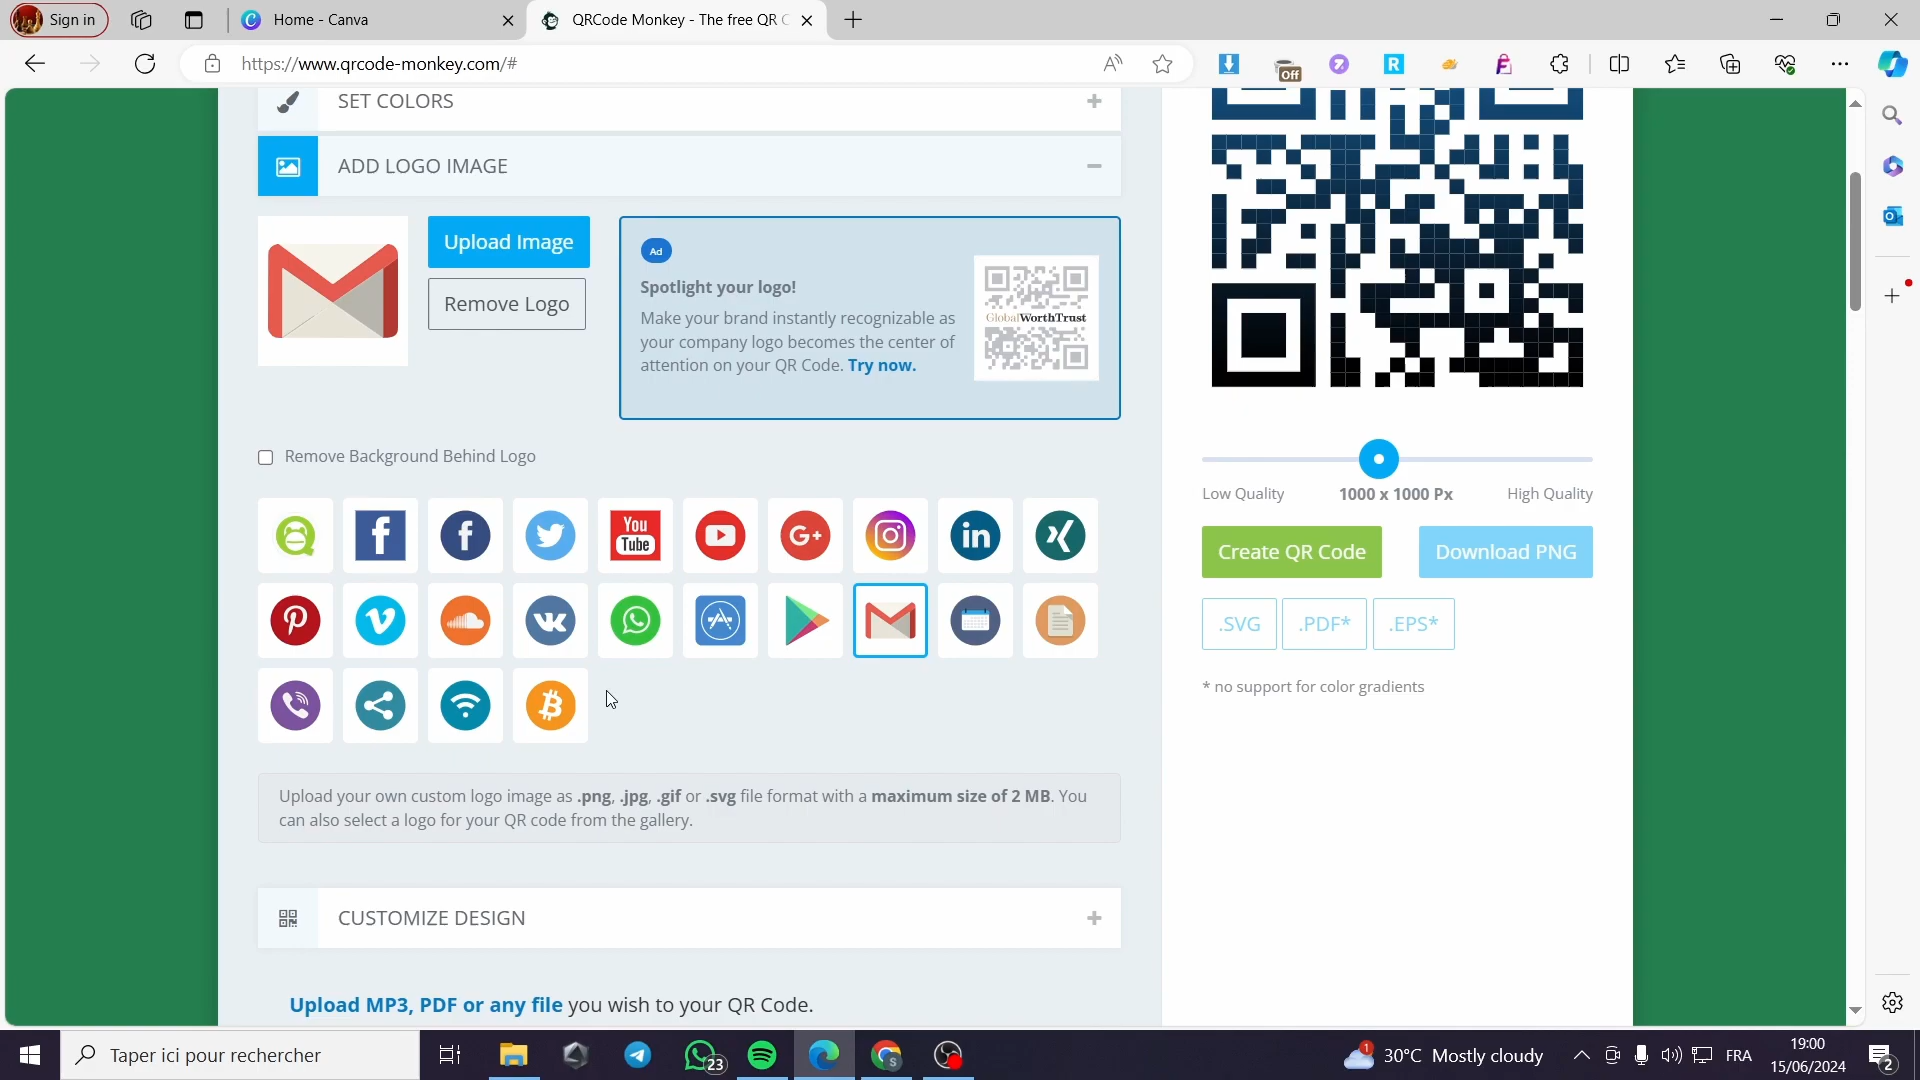 Sign in
Home - Canva
QRCode Monkey - The free QR C
https://www.qrcode-monkey.com/#
Off
SET COLORS
ADD LOGO IMAGE
Upload Image
Remove Logo
Ad
Spotlight your logo!
Make your brand instantly recognizable as
your company logo becomes the center of
attention on your QR Code. Try now.
GlobalWorthTrust
Remove Background Behind Logo
You
Tube
G+
in
Upload your own custom logo image as .png, .jpg, .gif or .svg file format with a maximum size of 2 MB. You
can also select a logo for your QR code from the gallery.
CUSTOMIZE DESIGN
Upload MP3, PDF or any file you wish to your QR Code.
Low Quality
1000 x 1000 Px
High Quality
Create QR Code
Download PNG
.SVG
.PDF*
.EPS*
* no support for color gradients
Taper ici pour rechercher
23
1
30°C Mostly cloudy
FRA
19:00
15/06/2024
2